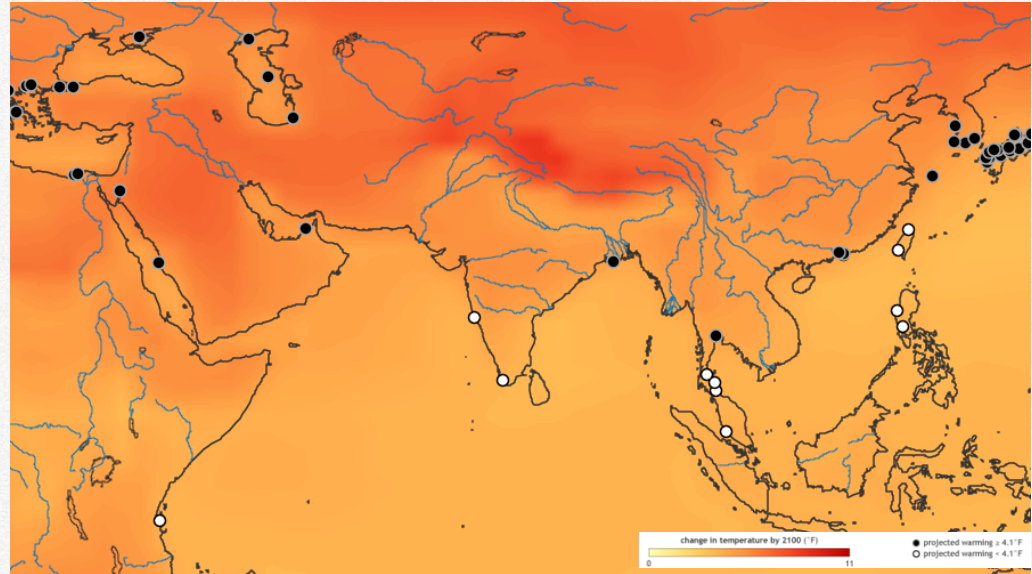 change in temperature by 2100 (°F)
0 11
projected warming ≥ 4.1°F
projected warming < 4.1°F